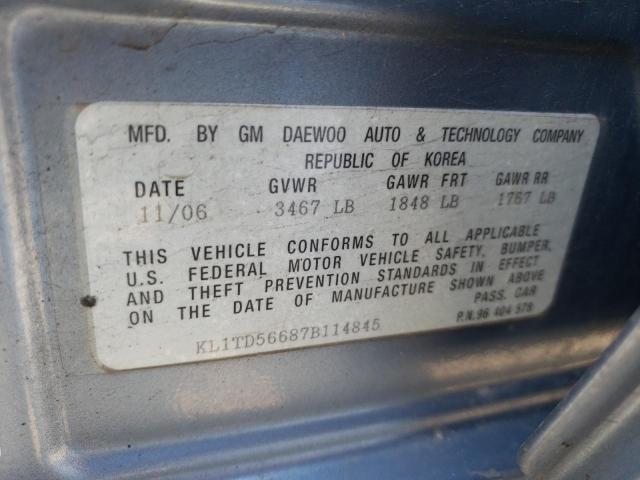 MFD. BY GM DAEWOO AUTO & TECHNOLOGY COMPANY
REPUBLIC OF KOREA
DATE GVWR GAWR FRT GAWR RR
11/06 3467 LB 1848 LB 1767 LB
THIS VEHICLE CONFORMS TO ALL APPLICABLE
U.S. FEDERAL MOTOR VEHICLE SAFETY, BUMPER,
AND THEFT PREVENTION STANDARDS IN EFFECT
ON THE DATE OF MANUFACTURE SHOWN ABOVE
PASS. CAR
KL1TD56687B114845 P.N.96 404 578